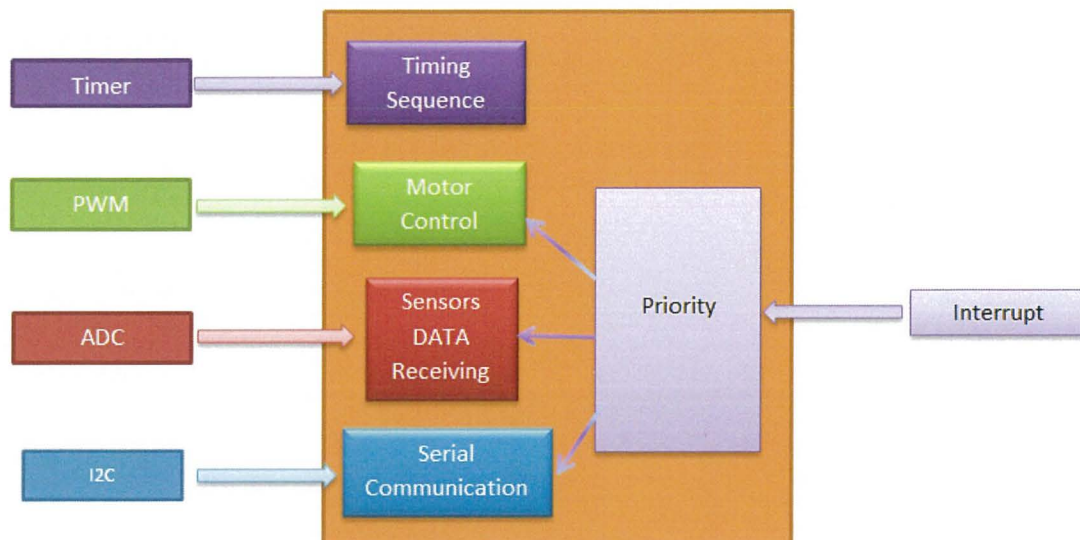 Timer
Timing
Sequence
PWM
Motor
Control
ADC
Sensors
DATA
Receiving
Priority
Interrupt
I2C
Serial
Communication